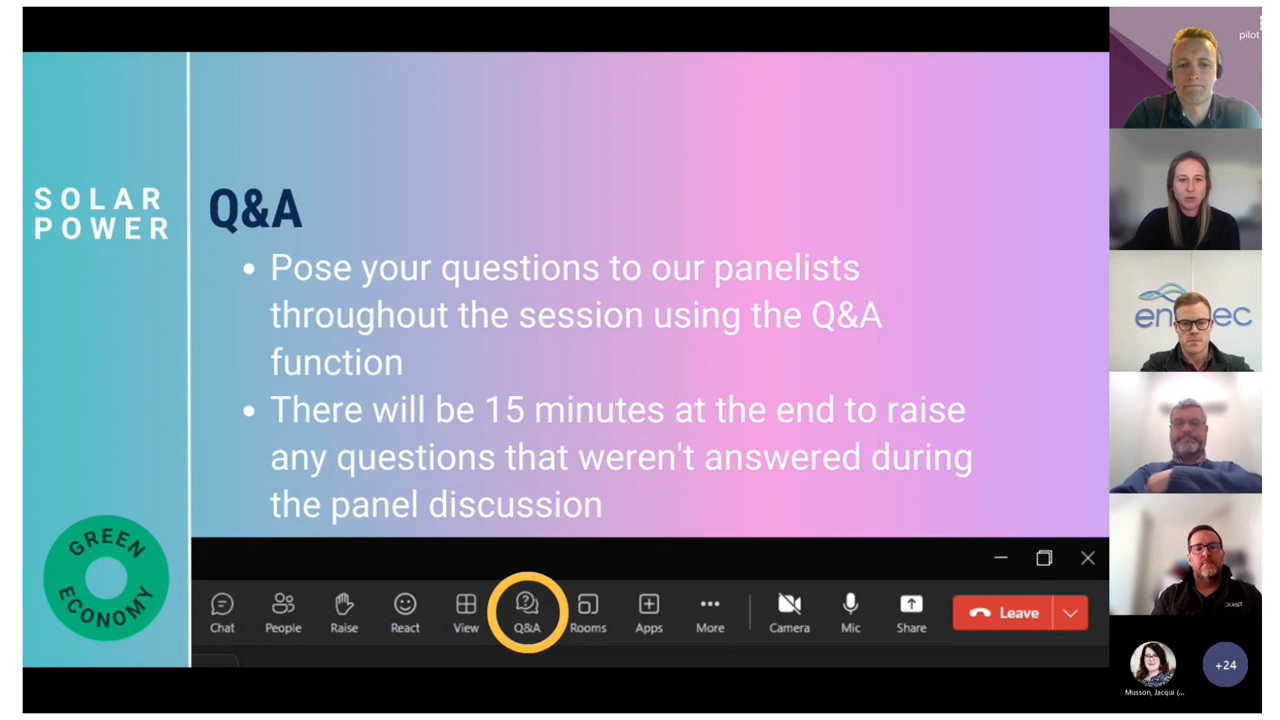 SOLAR
POWER
Q&A
• Pose your questions to our panelists
throughout the session using the Q&A
function
• There will be 15 minutes at the end to raise
any questions that weren't answered during
the panel discussion
GREEN
ECONOMY
Chat
People
Raise
React
View
Q&A
Rooms
Apps
More
Camera
Mic
Share
Leave
pilot
+24
Musson, Jacqui (...